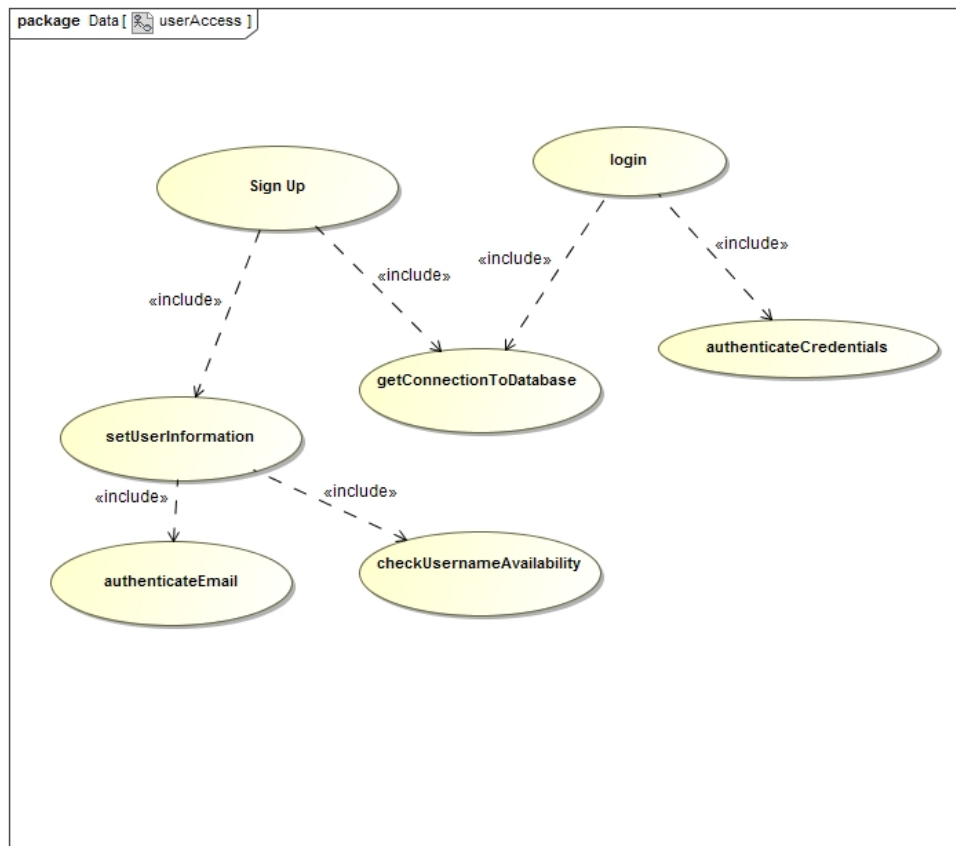 package Data [ userAccess ]
Sign Up
login
«include»
«include»
«include»
«include»
getConnectionToDatabase
authenticateCredentials
setUserInformation
«include»
«include»
authenticateEmail
checkUsernameAvailability